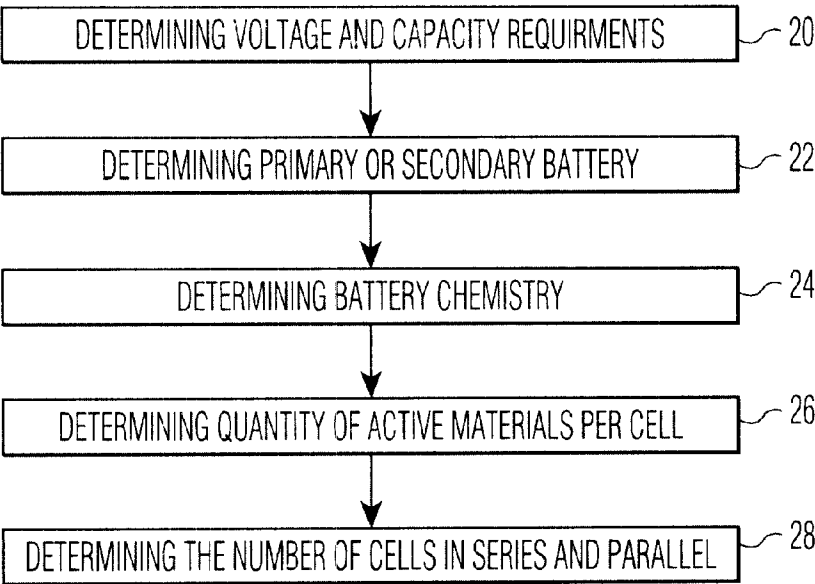 DETERMINING VOLTAGE AND CAPACITY REQUIRMENTS 20
DETERMINING PRIMARY OR SECONDARY BATTERY 22
DETERMINING BATTERY CHEMISTRY 24
DETERMINING QUANTITY OF ACTIVE MATERIALS PER CELL 26
DETERMINING THE NUMBER OF CELLS IN SERIES AND PARALLEL 28